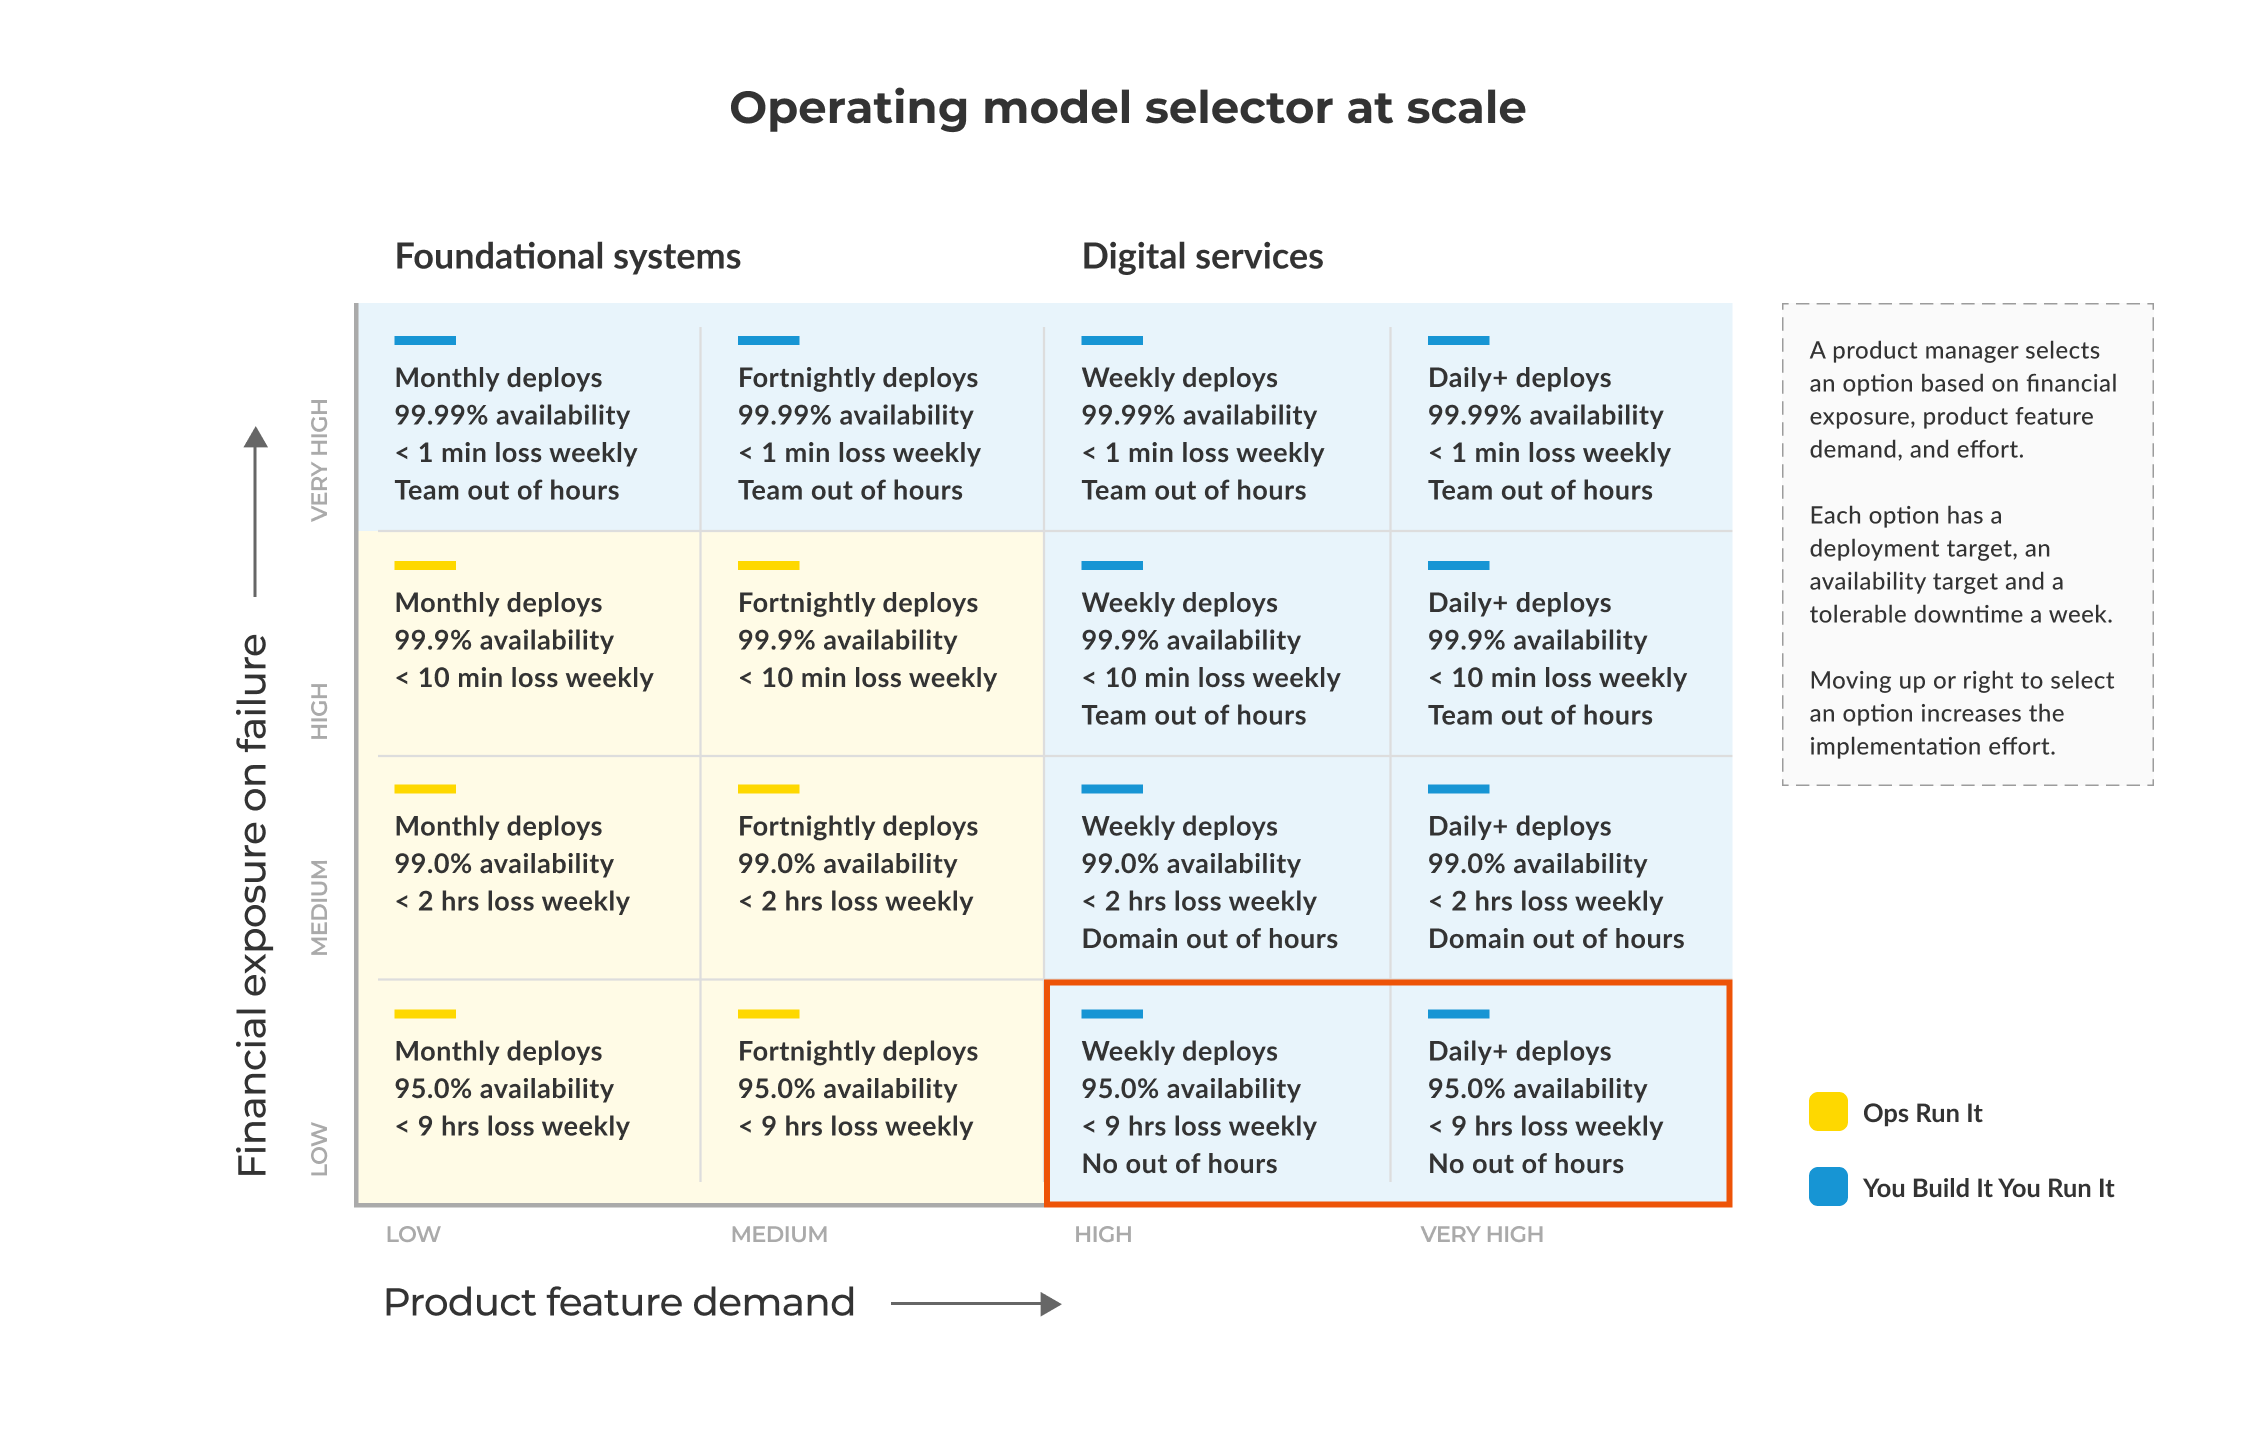 Operating model selector at scale
Foundational systems
Digital services
Financial exposure on failure
VERY HIGH
Monthly deploys
99.99% availability
< 1 min loss weekly
Team out of hours
Fortnightly deploys
99.99% availability
< 1 min loss weekly
Team out of hours
Weekly deploys
99.99% availability
< 1 min loss weekly
Team out of hours
Daily+ deploys
99.99% availability
< 1 min loss weekly
Team out of hours
HIGH
Monthly deploys
99.9% availability
< 10 min loss weekly
Fortnightly deploys
99.9% availability
< 10 min loss weekly
Weekly deploys
99.9% availability
< 10 min loss weekly
Team out of hours
Daily+ deploys
99.9% availability
< 10 min loss weekly
Team out of hours
MEDIUM
Monthly deploys
99.0% availability
< 2 hrs loss weekly
Fortnightly deploys
99.0% availability
< 2 hrs loss weekly
Weekly deploys
99.0% availability
< 2 hrs loss weekly
Domain out of hours
Daily+ deploys
99.0% availability
< 2 hrs loss weekly
Domain out of hours
LOW
Monthly deploys
95.0% availability
< 9 hrs loss weekly
Fortnightly deploys
95.0% availability
< 9 hrs loss weekly
Weekly deploys
95.0% availability
< 9 hrs loss weekly
No out of hours
Daily+ deploys
95.0% availability
< 9 hrs loss weekly
No out of hours
LOW
MEDIUM
HIGH
VERY HIGH
Product feature demand
A product manager selects
an option based on financial
exposure, product feature
demand, and effort.
Each option has a
deployment target, an
availability target and a
tolerable downtime a week.
Moving up or right to select
an option increases the
implementation effort.
Ops Run It
You Build It You Run It